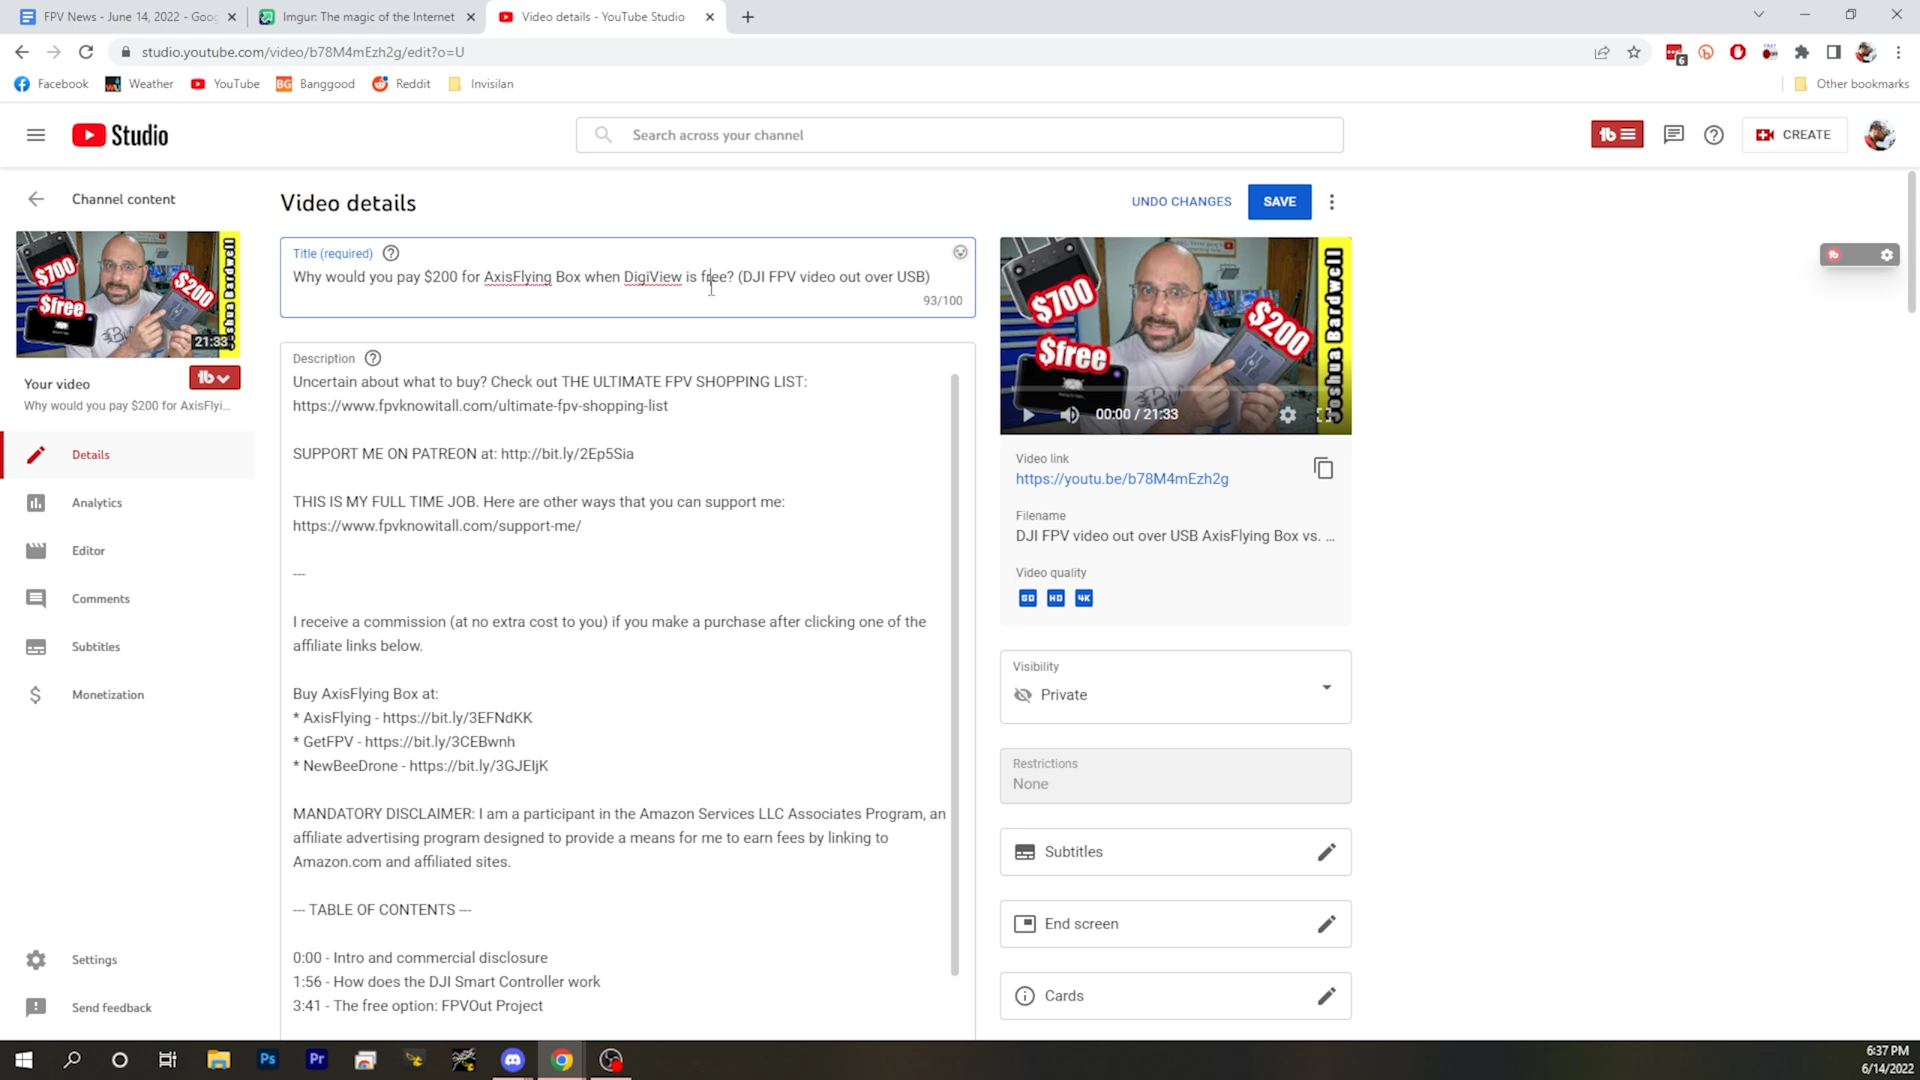 FPV News - June 14, 2022 - Goog
Imgur: The magic of the Internet
Video details - YouTube Studio
studio.youtube.com/video/b78M4mEzh2g/edit?o=U
6
Facebook
Weather
YouTube
BG Banggood
Reddit
Invisilan
Other bookmarks
Studio
Search across your channel
CREATE
Channel content
Video details
UNDO CHANGES
SAVE
$700
$free
$200
Joshua Bardwell
21:33
Your video
Why would you pay $200 for AxisFlyi...
Details
Analytics
Editor
Comments
Subtitles
Monetization
Settings
Send feedback
Title (required)
Why would you pay $200 for AxisFlying Box when DigiView is free? (DJI FPV video out over USB)
93/100
Description
Uncertain about what to buy? Check out THE ULTIMATE FPV SHOPPING LIST:
https://www.fpvknowitall.com/ultimate-fpv-shopping-list
SUPPORT ME ON PATREON at: http://bit.ly/2Ep5Sia
THIS IS MY FULL TIME JOB. Here are other ways that you can support me:
https://www.fpvknowitall.com/support-me/
---
I receive a commission (at no extra cost to you) if you make a purchase after clicking one of the
affiliate links below.
Buy AxisFlying Box at:
* AxisFlying - https://bit.ly/3EFNdKK
* GetFPV - https://bit.ly/3CEBwnh
* NewBeeDrone - https://bit.ly/3GJEIjK
MANDATORY DISCLAIMER: I am a participant in the Amazon Services LLC Associates Program, an
affiliate advertising program designed to provide a means for me to earn fees by linking to
Amazon.com and affiliated sites.
--- TABLE OF CONTENTS ---
0:00 - Intro and commercial disclosure
1:56 - How does the DJI Smart Controller work
3:41 - The free option: FPVOut Project
$700
$free
$200
Joshua Bardwell
00:00 / 21:33
Video link
https://youtu.be/b78M4mEzh2g
Filename
DJI FPV video out over USB AxisFlying Box vs. ...
Video quality
SD HD 4K
Visibility
Private
Restrictions
None
Subtitles
End screen
Cards
Ps
Pr
6:37 PM
6/14/2022